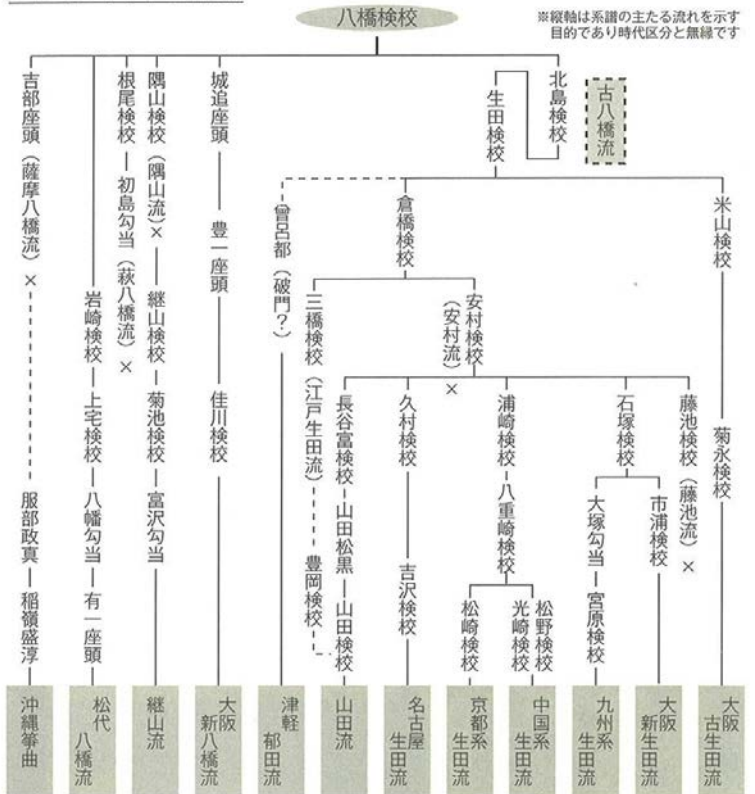 八橋検校
※縦軸は系譜の主たる流れを示す
目的であり時代区分と無縁です
古八橋流
北島検校
生田検校
米山検校
菊永検校
大阪
古生田流
倉橋検校
安村検校
(安村流)×
藤池検校(藤池流)×
石塚検校
市浦検校
大阪
新生田流
大塚勾当
宮原検校
九州系
生田流
浦崎検校
八重崎検校
松野検校
光崎検校
中国系
生田流
松崎検校
京都系
生田流
久村検校
吉沢検校
名古屋
生田流
長谷富検校
山田松黒
山田検校
山田流
三橋検校(江戸生田流)
豊岡検校
曾呂都(破門?)
津軽
郁田流
城追座頭
豊一座頭
佳川検校
大阪
新八橋流
隅山検校(隅山流)×
継山検校
菊池検校
富沢勾当
継山流
根尾検校
初島勾当(萩八橋流)×
岩崎検校
上宅検校
八幡勾当
有一座頭
松代
八橋流
吉部座頭(薩摩八橋流)×
服部政真
稲嶺盛淳
沖縄箏曲